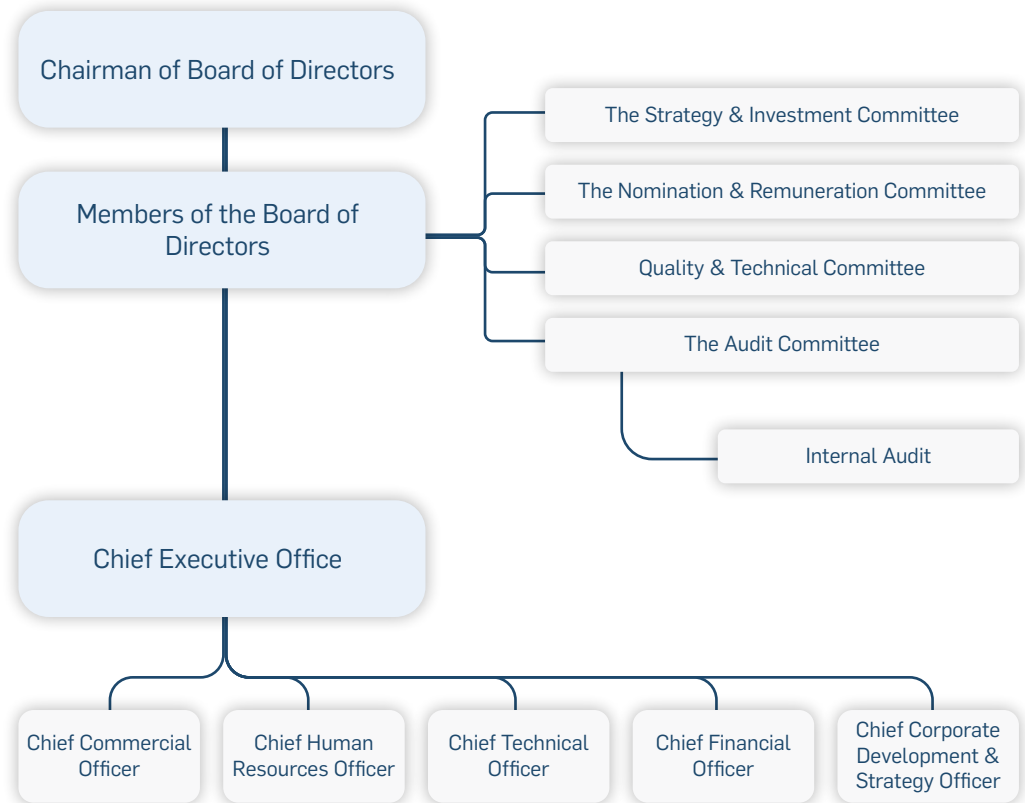 Chairman of Board of Directors
Members of the Board of
Directors
The Strategy & Investment Committee
The Nomination & Remuneration Committee
Quality & Technical Committee
The Audit Committee
Internal Audit
Chief Executive Office
Chief Commercial
Officer
Chief Human
Resources Officer
Chief Technical
Officer
Chief Financial
Officer
Chief Corporate
Development &
Strategy Officer